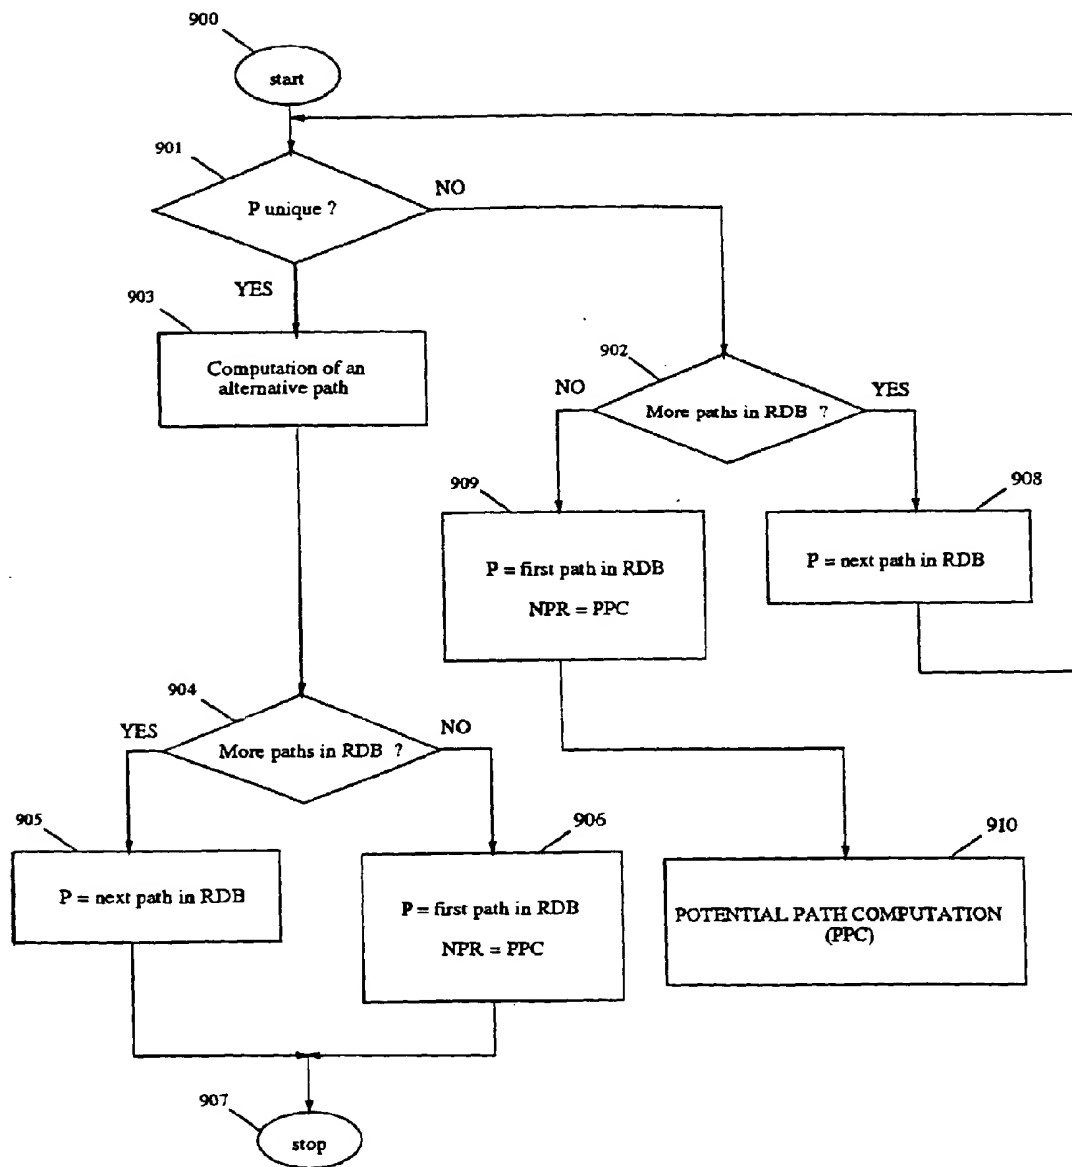 900
start
901
P unique ?
NO
YES
903
Computation of an
alternative path
902
NO
YES
More paths in RDB ?
909
908
P = first path in RDB
NPR = PPC
P = next path in RDB
904
YES
NO
More paths in RDB ?
905
906
910
P = next path in RDB
P = first path in RDB
NPR = PPC
POTENTIAL PATH COMPUTATION
(PPC)
907
stop